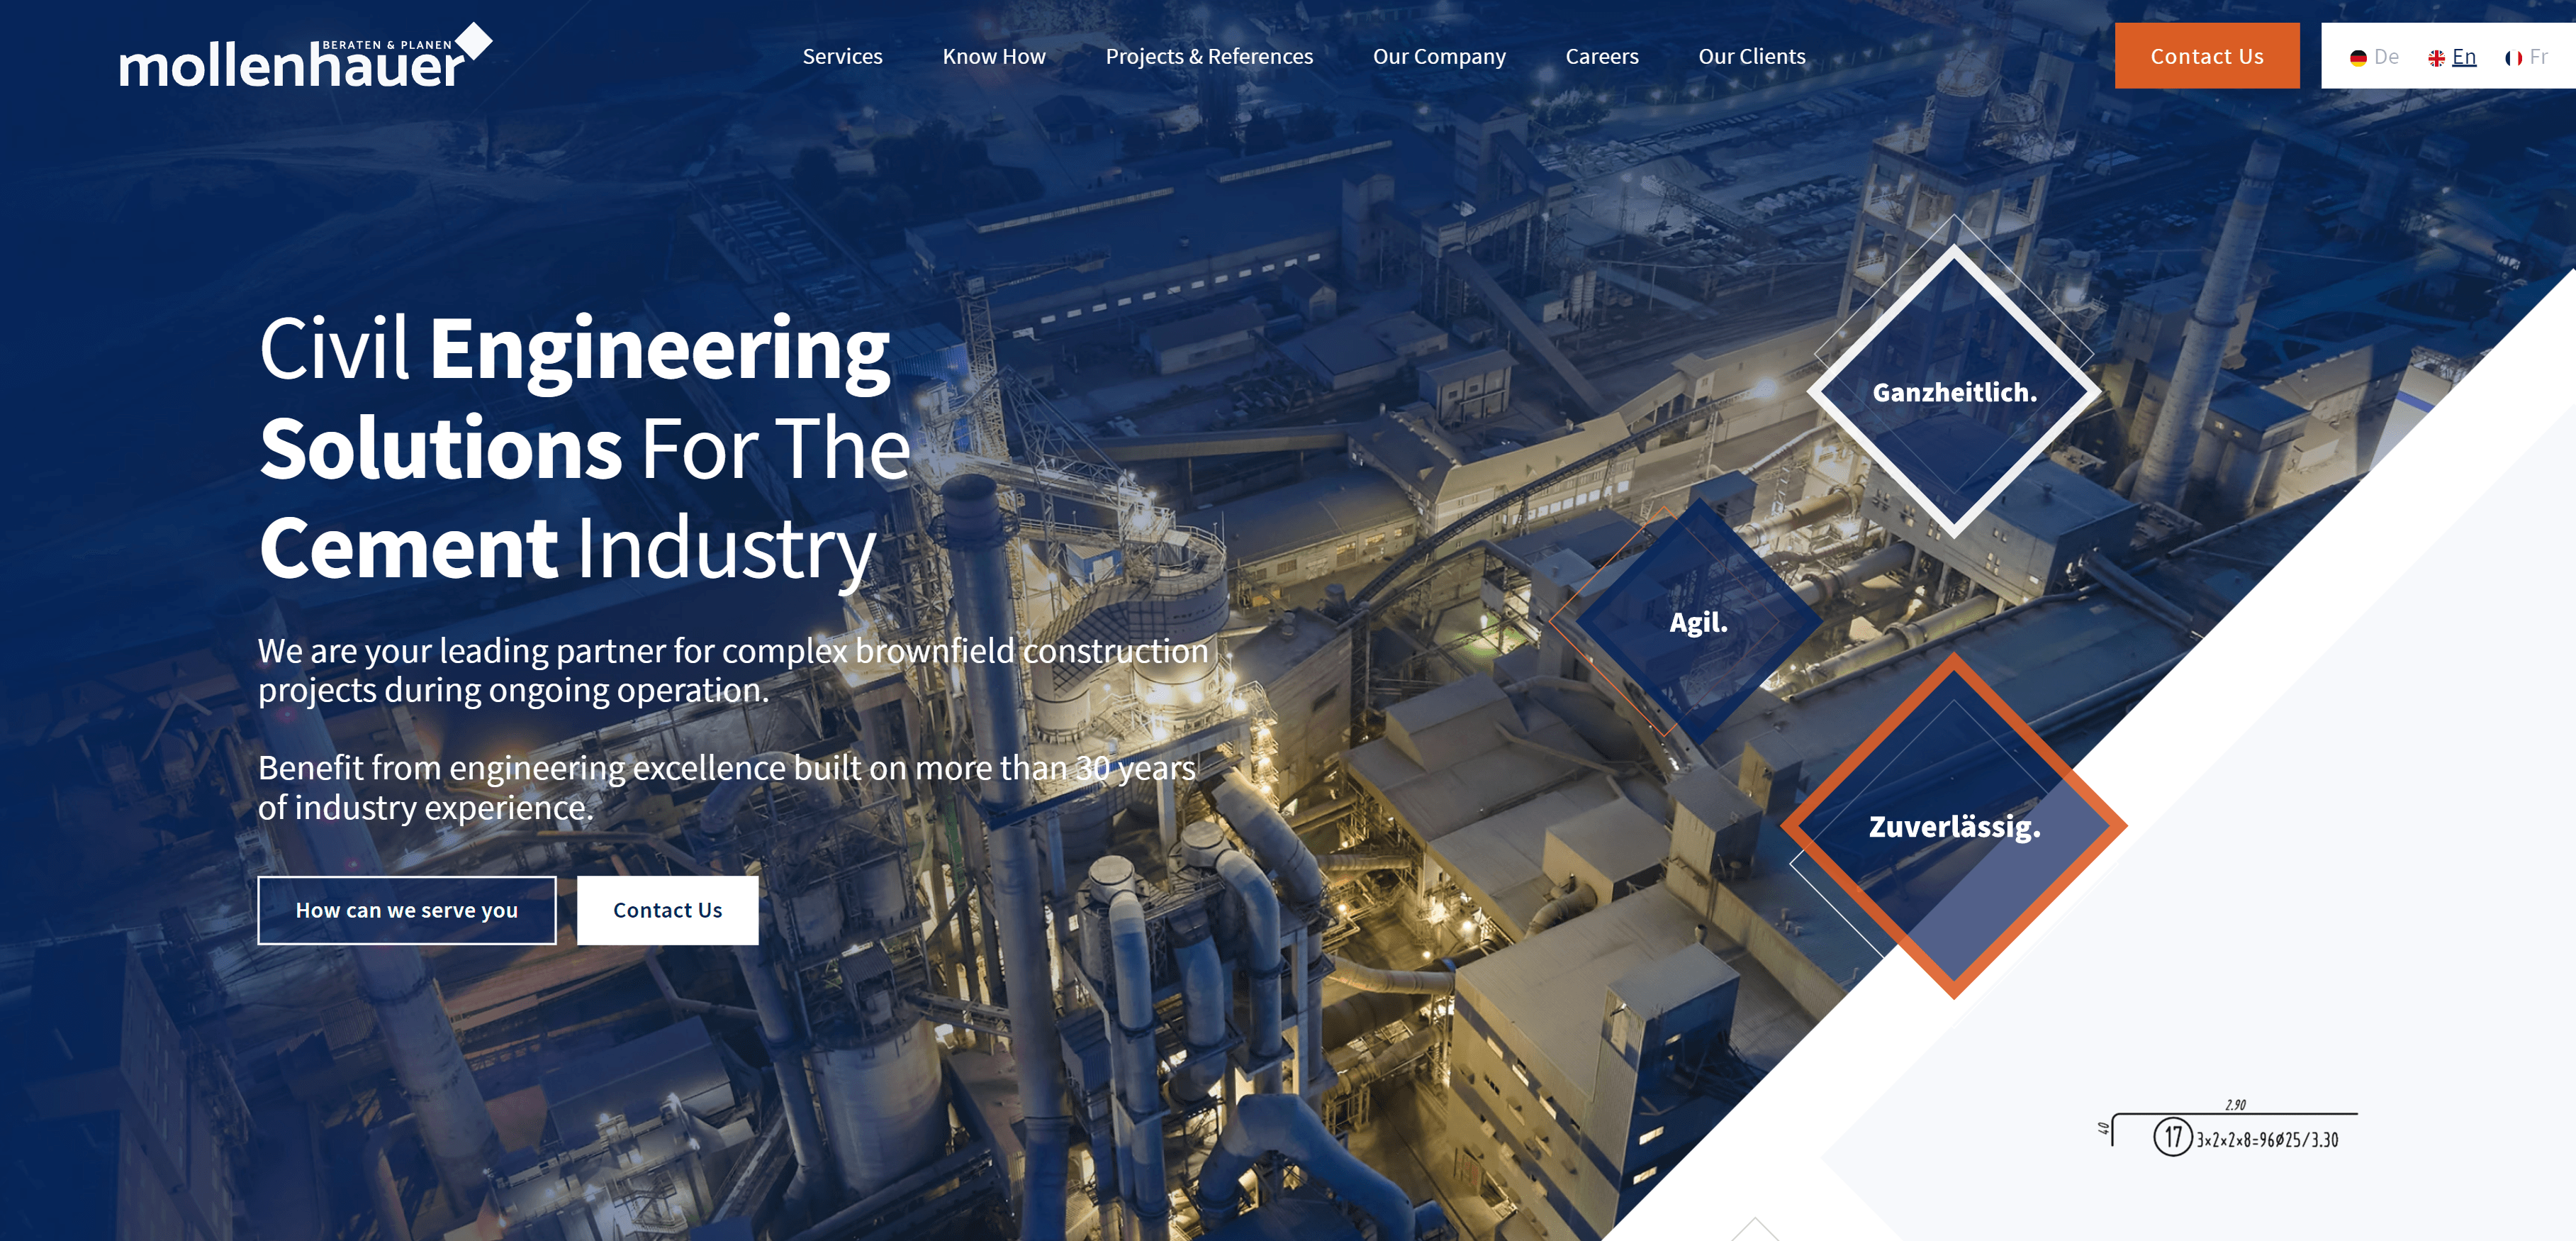 BERATEN & PLANEN
mollenhauer
Services
Know How
Projects & References
Our Company
Careers
Our Clients
Contact Us
De
En
Fr
Civil Engineering
Solutions For The
Cement Industry
We are your leading partner for complex brownfield construction
projects during ongoing operation.
Benefit from engineering excellence built on more than 30 years
of industry experience.
How can we serve you
Contact Us
Ganzheitlich.
Agil.
Zuverlässig.
2.90
40
17 3x2x2x8=96ø25/3.30